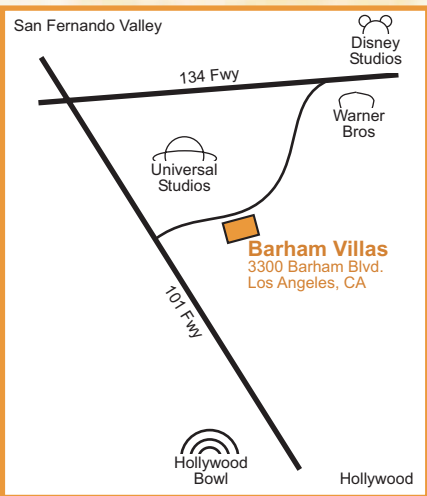 San Fernando Valley
Disney
Studios
134 Fwy
Warner
Bros
Universal
Studios
Barham Villas
3300 Barham Blvd.
Los Angeles, CA
101 Fwy
Hollywood
Bowl
Hollywood